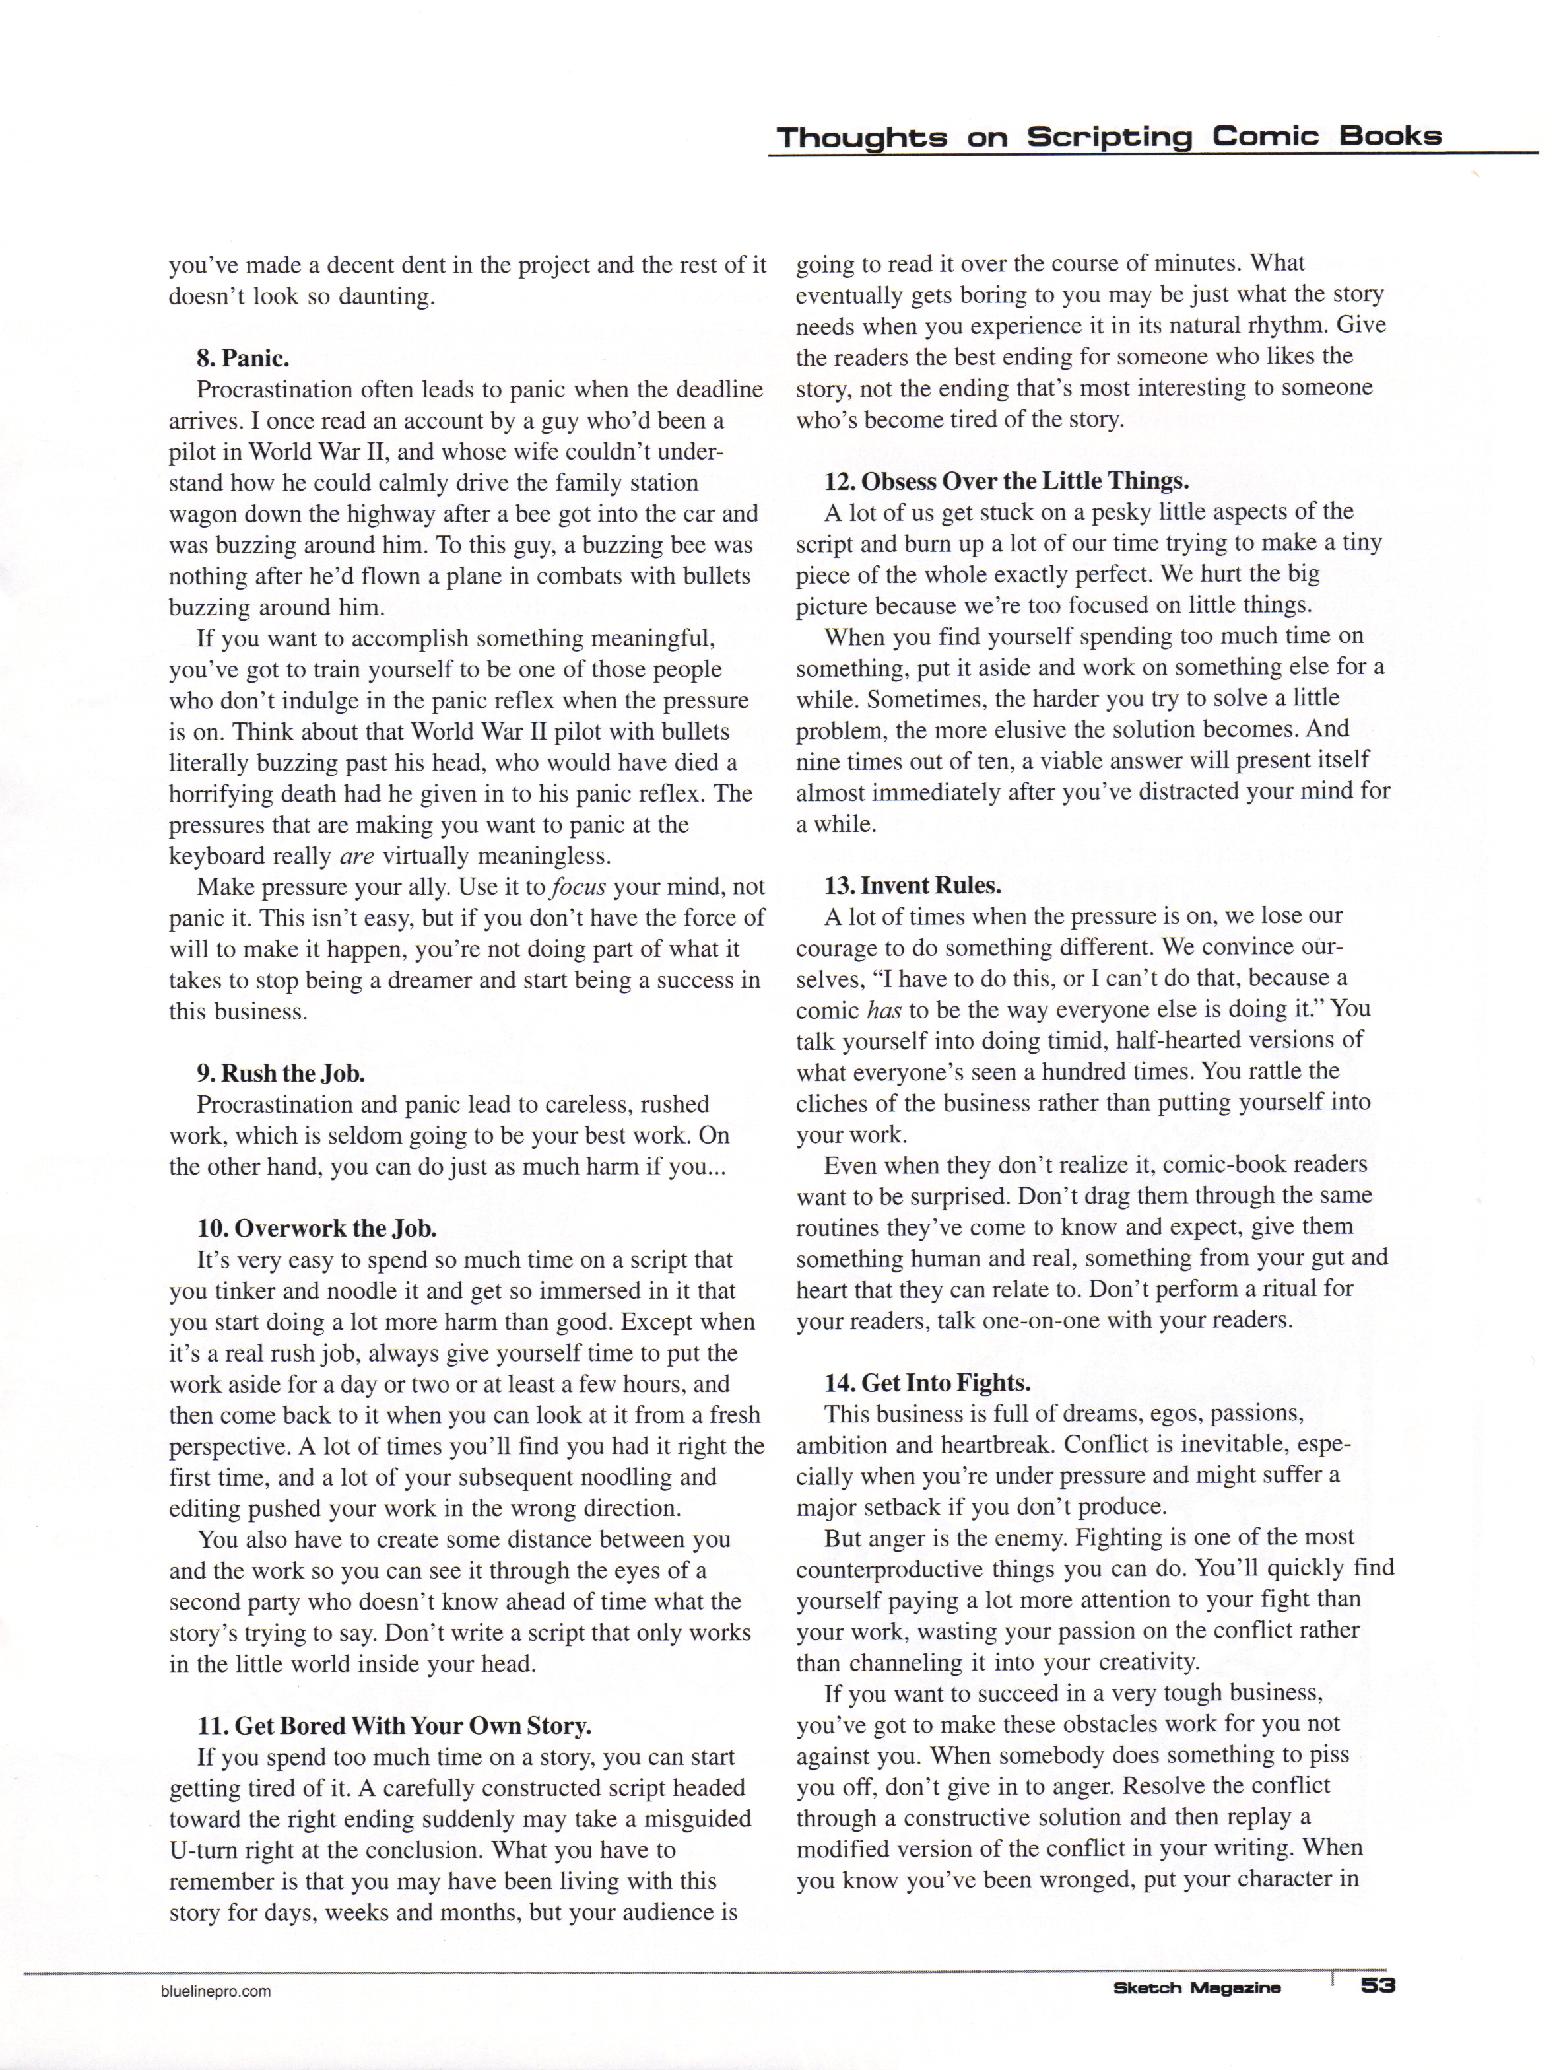 Thoughts on Scripting Comic Books
you've made a decent dent in the project and the rest of it
doesn't look so daunting.
8. Panic.
Procrastination often leads to panic when the deadline
arrives. I once read an account by a guy who'd been a
pilot in World War II, and whose wife couldn't under-
stand how he could calmly drive the family station
wagon down the highway after a bee got into the car and
was buzzing around him. To this guy, a buzzing bee was
nothing after he'd flown a plane in combats with bullets
buzzing around him.
If you want to accomplish something meaningful,
you've got to train yourself to be one of those people
who don't indulge in the panic reflex when the pressure
is on. Think about that World War II pilot with bullets
literally buzzing past his head, who would have died a
horrifying death had he given in to his panic reflex. The
pressures that are making you want to panic at the
keyboard really are virtually meaningless.
Make pressure your ally. Use it to focus your mind, not
panic it. This isn't easy, but if you don't have the force of
will to make it happen, you're not doing part of what it
takes to stop being a dreamer and start being a success in
this business.
9. Rush the Job.
Procrastination and panic lead to careless, rushed
work, which is seldom going to be your best work. On
the other hand, you can do just as much harm if you...
10. Overwork the Job.
It's very easy to spend so much time on a script that
you tinker and noodle it and get so immersed in it that
you start doing a lot more harm than good. Except when
it's a real rush job, always give yourself time to put the
work aside for a day or two or at least a few hours, and
then come back to it when you can look at it from a fresh
perspective. A lot of times you'll find you had it right the
first time, and a lot of your subsequent noodling and
editing pushed your work in the wrong direction.
You also have to create some distance between you
and the work so you can see it through the eyes of a
second party who doesn't know ahead of time what the
story's trying to say. Don't write a script that only works
in the little world inside your head.
11. Get Bored With Your Own Story.
If you spend too much time on a story, you can start
getting tired of it. A carefully constructed script headed
toward the right ending suddenly may take a misguided
U-turn right at the conclusion. What you have to
remember is that you may have been living with this
story for days, weeks and months, but your audience is
going to read it over the course of minutes. What
eventually gets boring to you may be just what the story
needs when you experience it in its natural rhythm. Give
the readers the best ending for someone who likes the
story, not the ending that's most interesting to someone
who's become tired of the story.
12. Obsess Over the Little Things.
A lot of us get stuck on a pesky little aspects of the
script and burn up a lot of our time trying to make a tiny
piece of the whole exactly perfect. We hurt the big
picture because we're too focused on little things.
When you find yourself spending too much time on
something, put it aside and work on something else for a
while. Sometimes, the harder you try to solve a little
problem, the more elusive the solution becomes. And
nine times out of ten, a viable answer will present itself
almost immediately after you've distracted your mind for
a while.
13. Invent Rules.
A lot of times when the pressure is on, we lose our
courage to do something different. We convince our-
selves, “I have to do this, or I can't do that, because a
comic has to be the way everyone else is doing it.” You
talk yourself into doing timid, half-hearted versions of
what everyone's seen a hundred times. You rattle the
cliches of the business rather than putting yourself into
your work.
Even when they don't realize it, comic-book readers
want to be surprised. Don't drag them through the same
routines they've come to know and expect, give them
something human and real, something from your gut and
heart that they can relate to. Don't perform a ritual for
your readers, talk one-on-one with your readers.
14. Get Into Fights.
This business is full of dreams, egos, passions,
ambition and heartbreak. Conflict is inevitable, espe-
cially when you're under pressure and might suffer a
major setback if you don't produce.
But anger is the enemy. Fighting is one of the most
counterproductive things you can do. You'll quickly find
yourself paying a lot more attention to your fight than
your work, wasting your passion on the conflict rather
than channeling it into your creativity.
If you want to succeed in a very tough business,
you've got to make these obstacles work for you not
against you. When somebody does something to piss
you off, don't give in to anger. Resolve the conflict
through a constructive solution and then replay a
modified version of the conflict in your writing. When
you know you've been wronged, put your character in
bluelinepro.com
Sketch Magazine 53